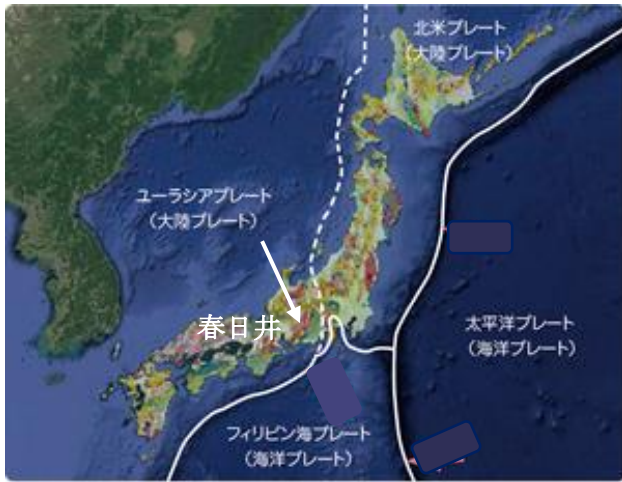 北米プレート
(大陸プレート)
ユーラシアプレート
(大陸プレート)
春日井
太平洋プレート
(海洋プレート)
フィリピン海プレート
(海洋プレート)